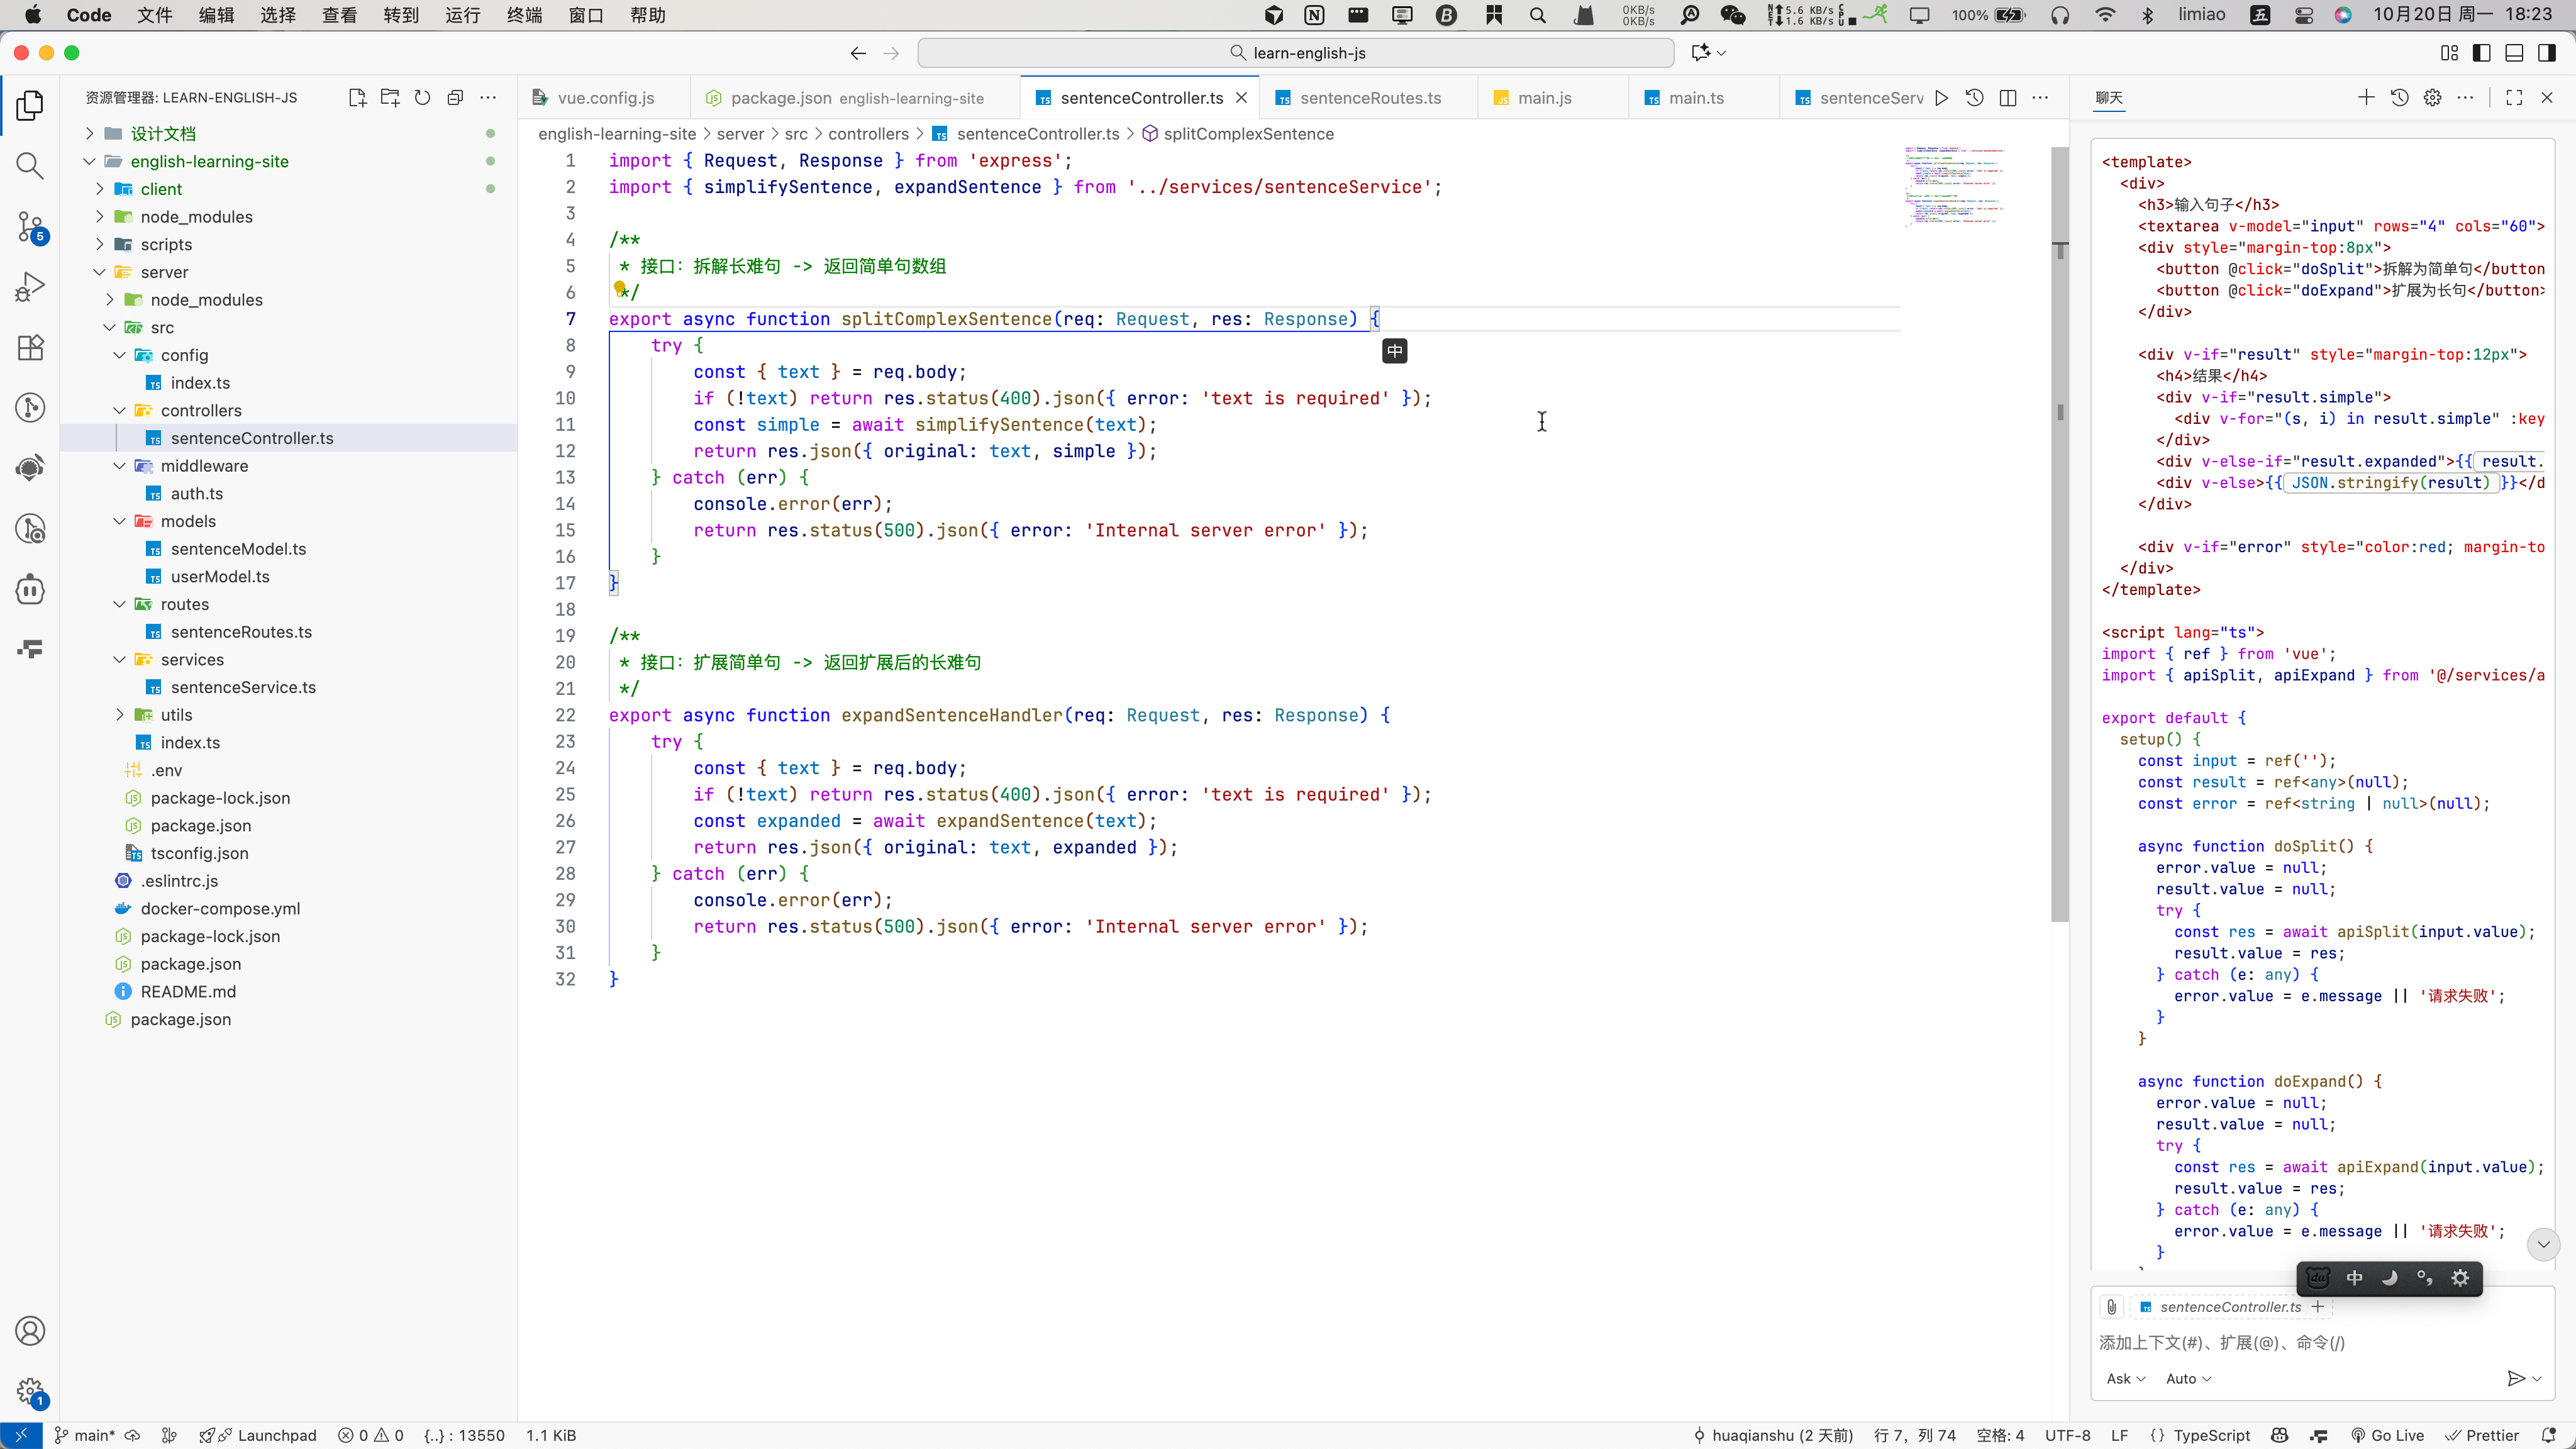 Code 文件 编辑 选择 查看 转到 运行 终端 窗口 帮助
0KB/s
0KB/s
5.6 KB/s
1.6 KB/s
100%
limiao
五
10月20日 周一 18:23
learn-english-js
资源管理器: LEARN-ENGLISH-JS
设计文档
english-learning-site
client
node_modules
scripts
server
node_modules
src
config
index.ts
controllers
sentenceController.ts
middleware
auth.ts
models
sentenceModel.ts
userModel.ts
routes
sentenceRoutes.ts
services
sentenceService.ts
utils
index.ts
.env
package-lock.json
package.json
tsconfig.json
.eslintrc.js
docker-compose.yml
package-lock.json
package.json
README.md
package.json
5
1
vue.config.js
package.json english-learning-site
sentenceController.ts
sentenceRoutes.ts
main.js
main.ts
sentenceServ
english-learning-site > server > src > controllers > sentenceController.ts > splitComplexSentence
1 import { Request, Response } from 'express';
2 import { simplifySentence, expandSentence } from '../services/sentenceService';
3
4 /**
5 * 接口: 拆解长难句 -> 返回简单句数组
6 */
7 export async function splitComplexSentence(req: Request, res: Response) {
8 try {
中
9 const { text } = req.body;
10 if (!text) return res.status(400).json({ error: 'text is required' });
11 const simple = await simplifySentence(text);
12 return res.json({ original: text, simple });
13 } catch (err) {
14 console.error(err);
15 return res.status(500).json({ error: 'Internal server error' });
16 }
17 }
18
19 /**
20 * 接口: 扩展简单句 -> 返回扩展后的长难句
21 */
22 export async function expandSentenceHandler(req: Request, res: Response) {
23 try {
24 const { text } = req.body;
25 if (!text) return res.status(400).json({ error: 'text is required' });
26 const expanded = await expandSentence(text);
27 return res.json({ original: text, expanded });
28 } catch (err) {
29 console.error(err);
30 return res.status(500).json({ error: 'Internal server error' });
31 }
32 }
聊天
<template>
<div>
<h3>输入句子</h3>
<textarea v-model="input" rows="4" cols="60">
<div style="margin-top:8px">
<button @click="doSplit">拆解为简单句</button
<button @click="doExpand">扩展为长句</button>
</div>
<div v-if="result" style="margin-top:12px">
<h4>结果</h4>
<div v-if="result.simple">
<div v-for="(s, i) in result.simple" :key
</div>
<div v-else-if="result.expanded">{{ result.
<div v-else>{{ JSON.stringify(result) }}</d
</div>
<div v-if="error" style="color:red; margin-to
</div>
</template>
<script lang="ts">
import { ref } from 'vue';
import { apiSplit, apiExpand } from '@/services/a
export default {
setup() {
const input = ref('');
const result = ref<any>(null);
const error = ref<string | null>(null);
async function doSplit() {
error.value = null;
result.value = null;
try {
const res = await apiSplit(input.value);
result.value = res;
} catch (e: any) {
error.value = e.message || '请求失败';
}
}
async function doExpand() {
error.value = null;
result.value = null;
try {
const res = await apiExpand(input.value);
result.value = res;
} catch (e: any) {
error.value = e.message || '请求失败';
}
du 中
sentenceController.ts
添加上下文(#)、扩展(@)、命令(/)
Ask Auto
main* Launchpad 0 0 {..} : 13550 1.1 KiB
huaqianshu (2 天前) 行 7，列 74 空格: 4 UTF-8 LF {} TypeScript Go Live Prettier